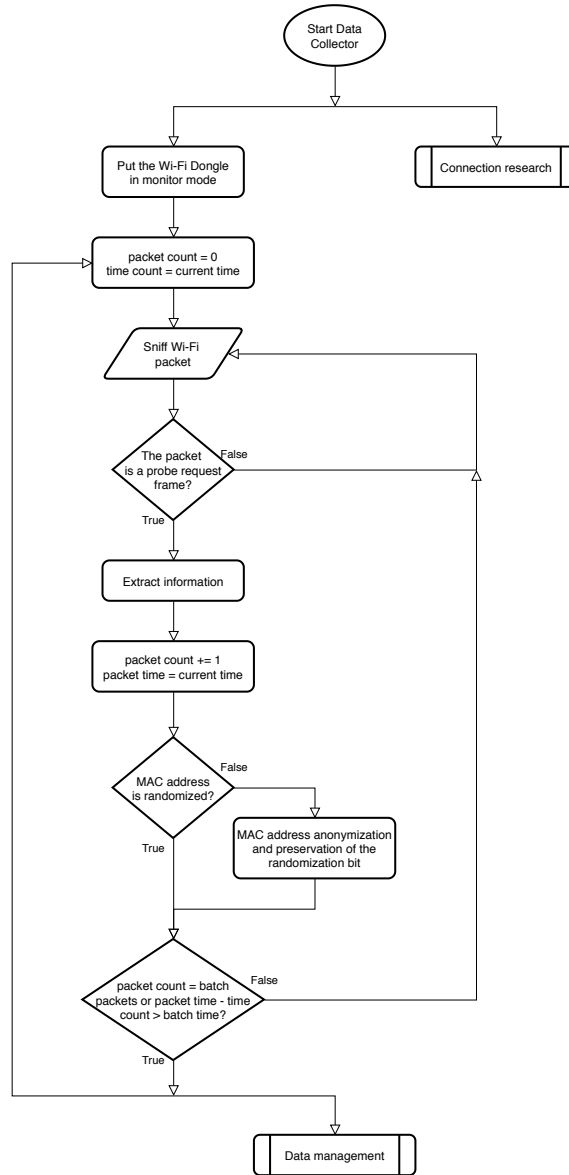 Start Data
Collector
Put the Wi-Fi Dongle
in monitor mode
Connection research
packet count = 0
time count = current time
Sniff Wi-Fi
packet
The packet
is a probe request
frame?
False
True
Extract information
packet count += 1
packet time = current time
MAC address
is randomized?
False
True
MAC address anonymization
and preservation of the
randomization bit
packet count = batch
packets or packet time - time
count > batch time?
False
True
Data management